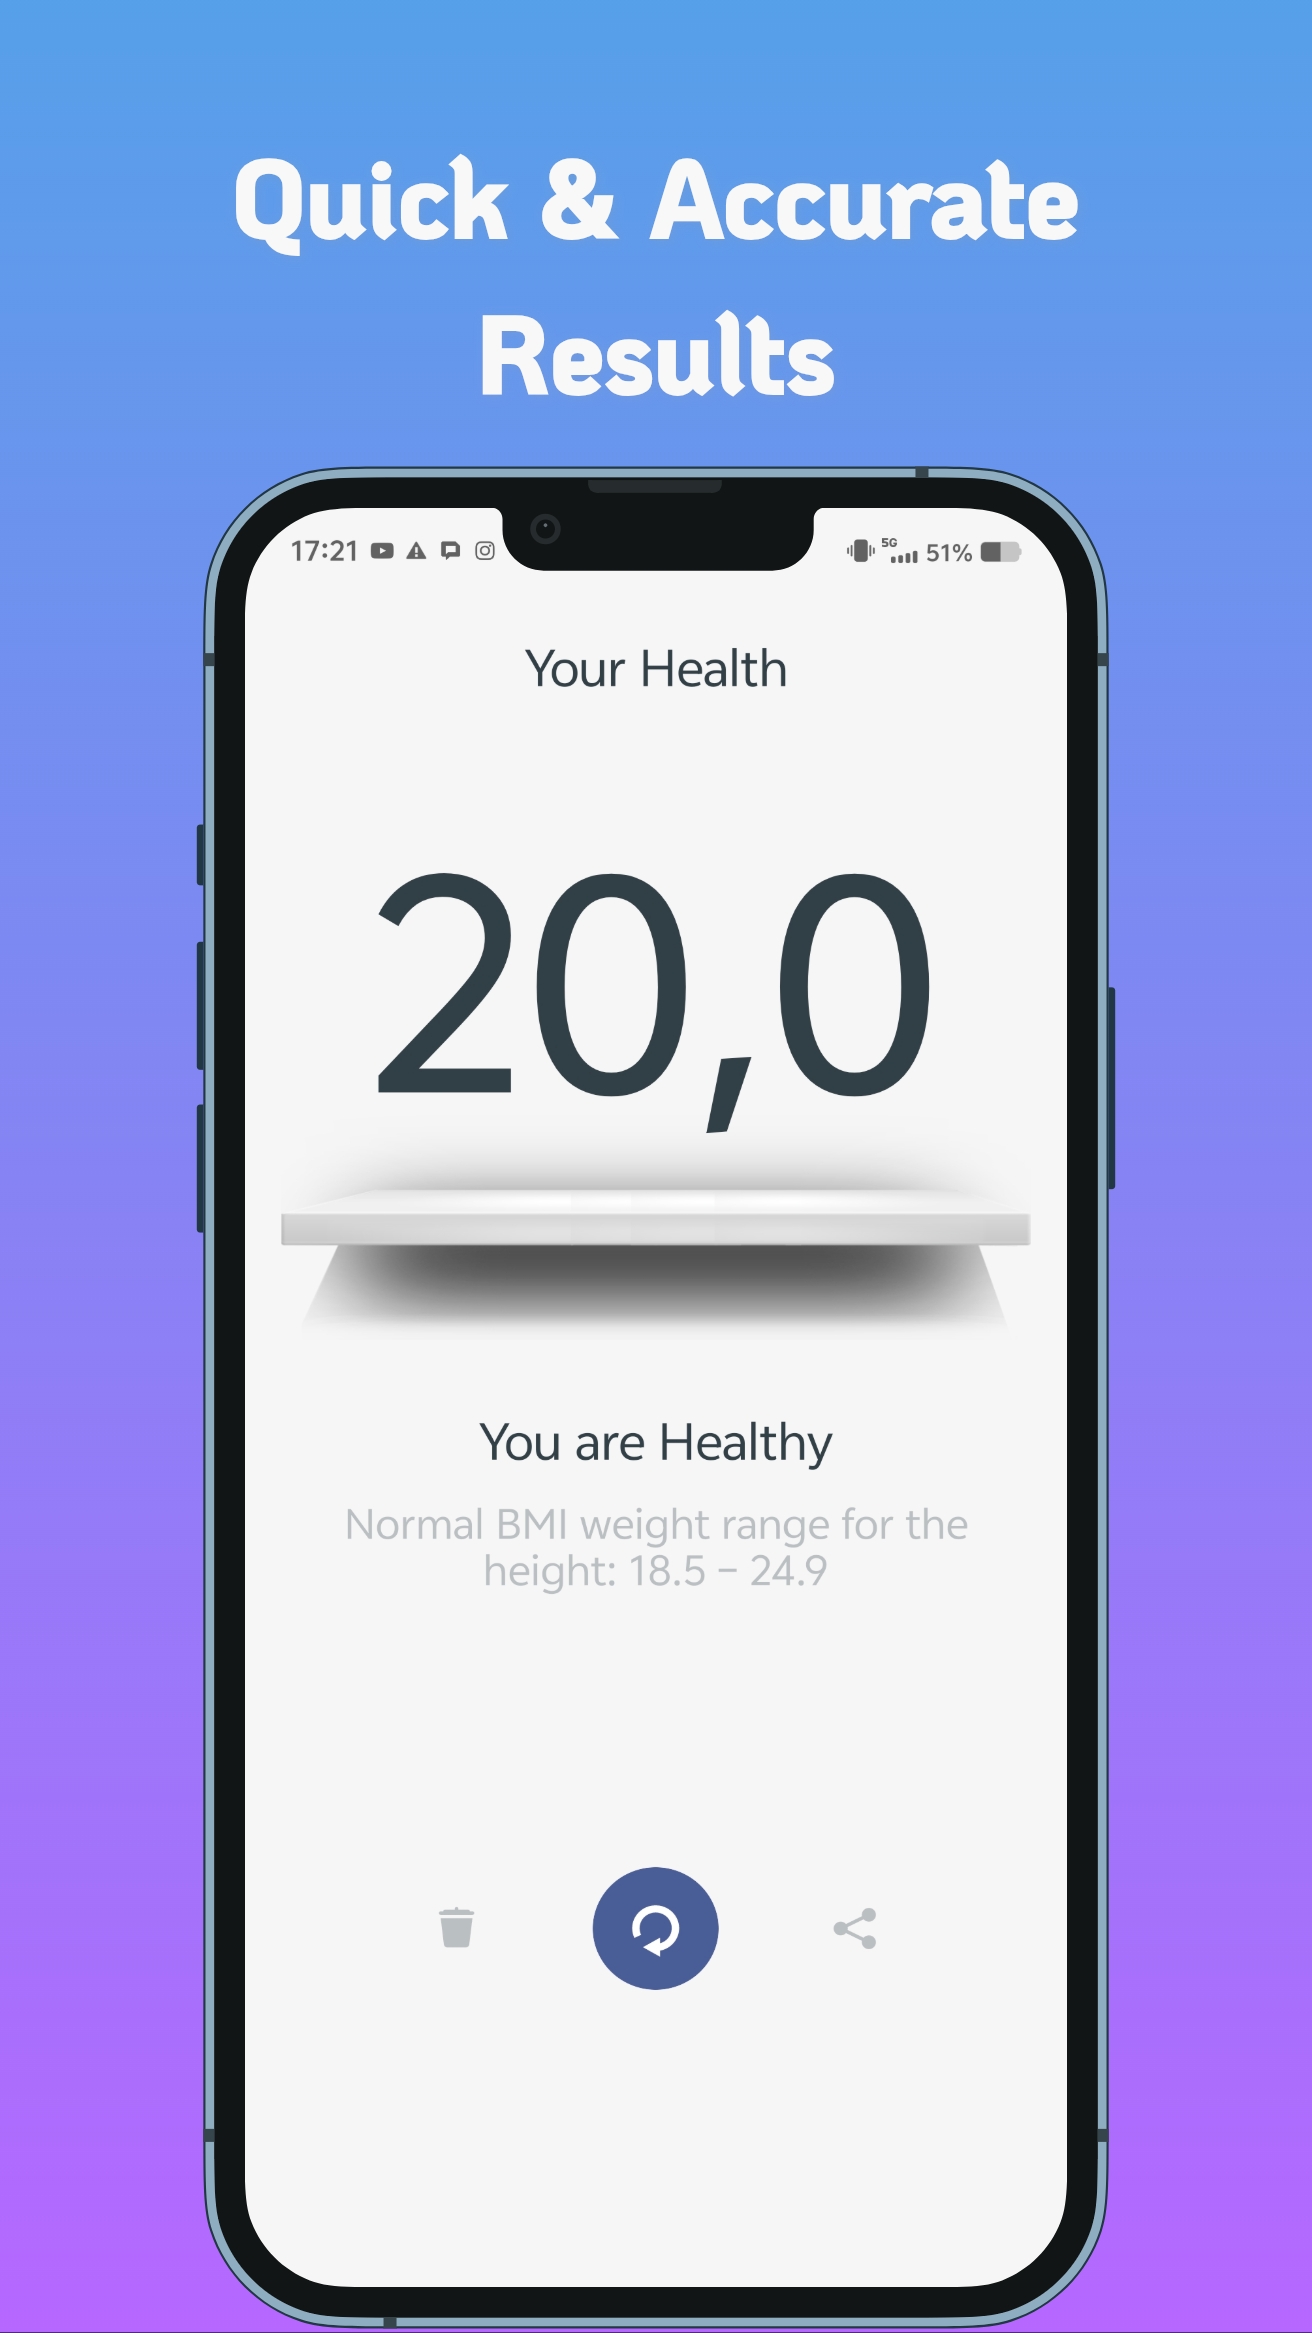 Quick & Accurate
Results
17:21
5G
51%
Your Health
20,0
You are Healthy
Normal BMI weight range for the
height: 18.5 – 24.9